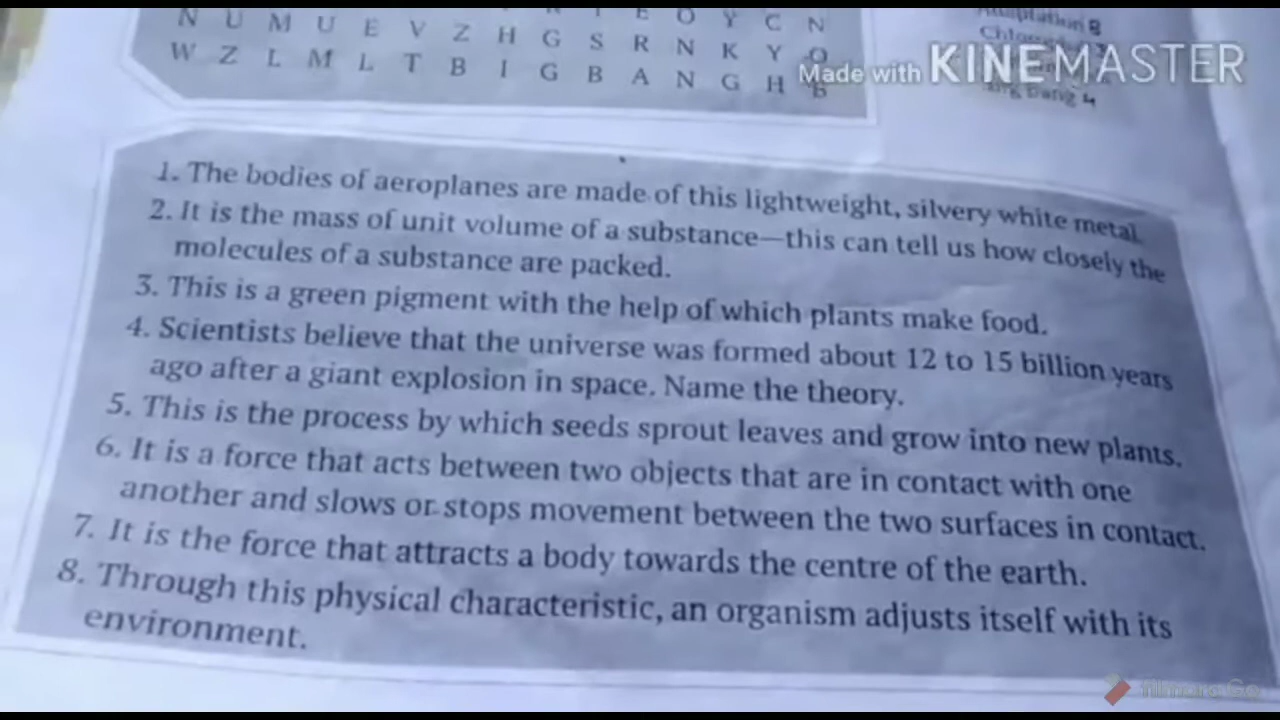 E O Y C N
N U M U E V Z H G S R N K Y O
W Z L M L T B I G B A N G H B
8
Made with KINEMASTER
Bang 4
1. The bodies of aeroplanes are made of this lightweight, silvery white metal.
2. It is the mass of unit volume of a substance—this can tell us how closely the
molecules of a substance are packed.
3. This is a green pigment with the help of which plants make food.
4. Scientists believe that the universe was formed about 12 to 15 billion years
ago after a giant explosion in space. Name the theory.
5. This is the process by which seeds sprout leaves and grow into new plants.
6. It is a force that acts between two objects that are in contact with one
another and slows or stops movement between the two surfaces in contact.
7. It is the force that attracts a body towards the centre of the earth.
8. Through this physical characteristic, an organism adjusts itself with its
environment.
filmora Go